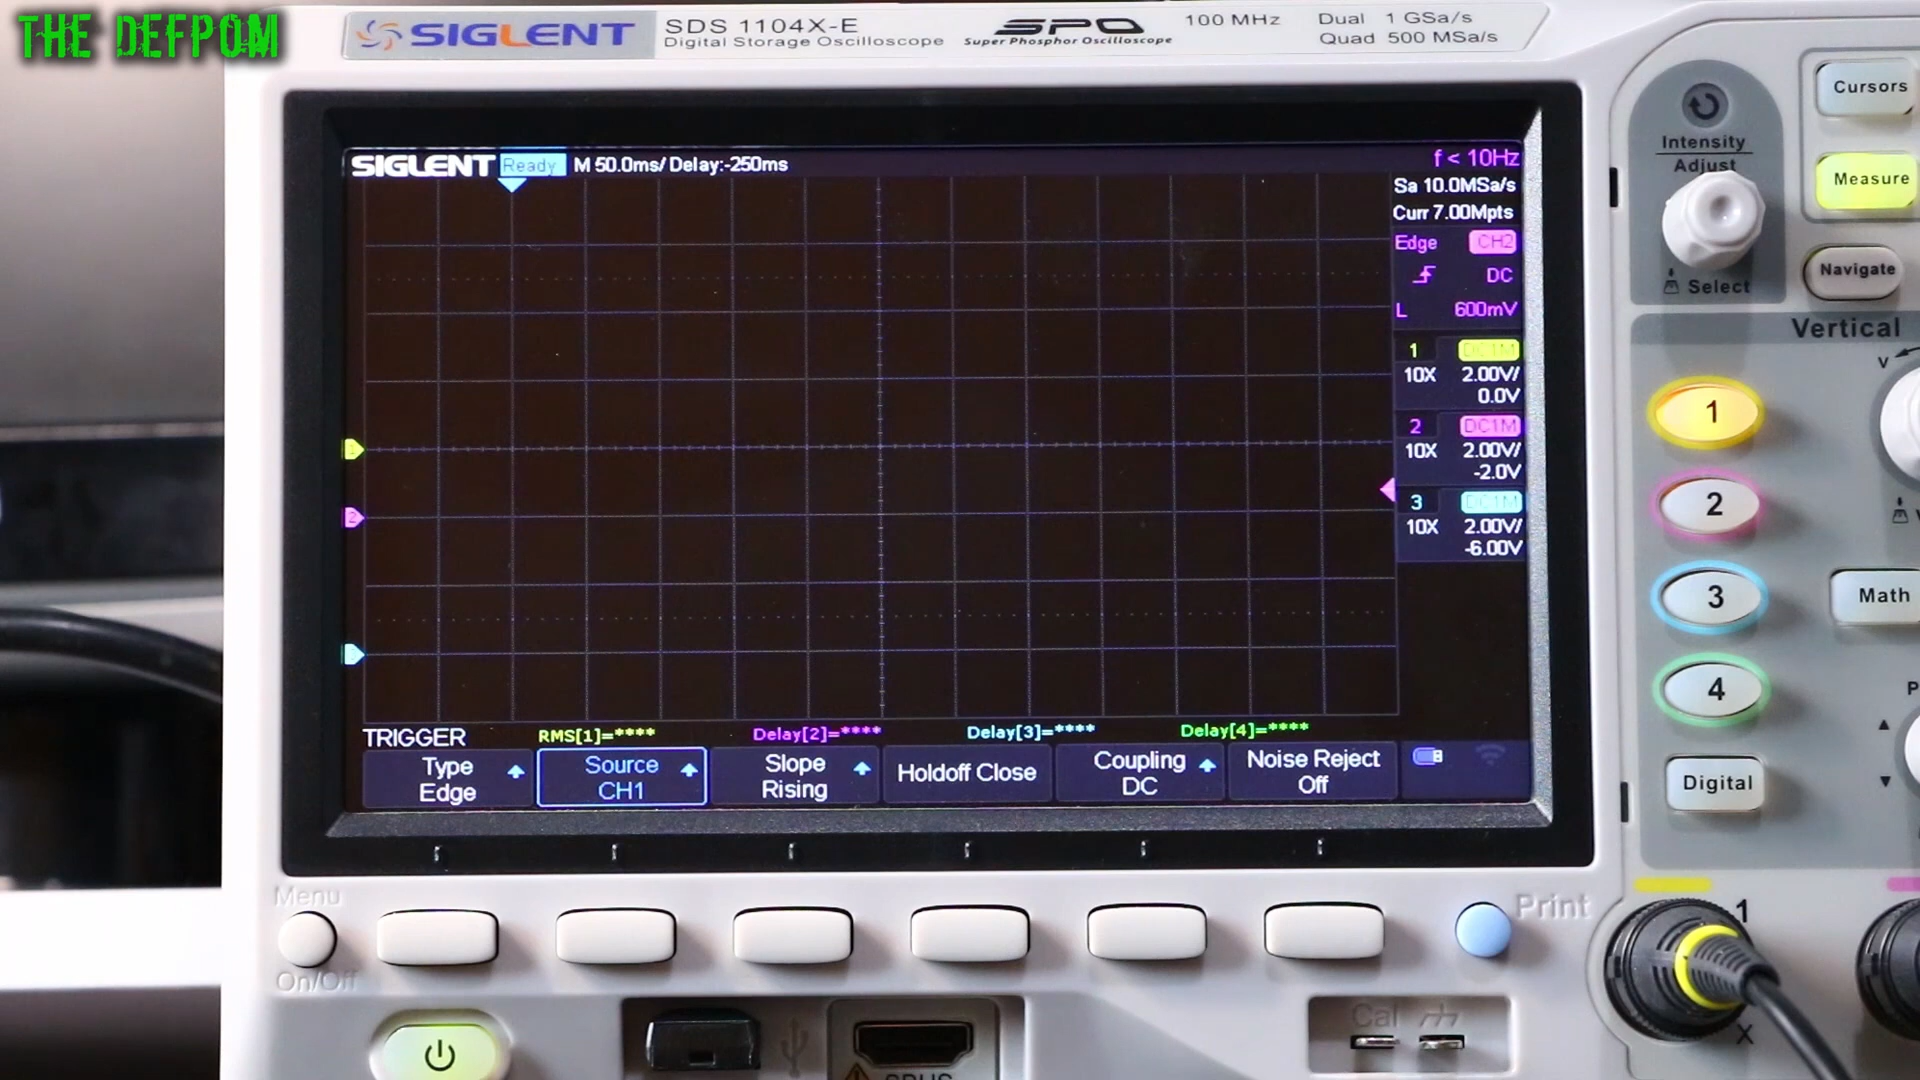 THE DEFPOM
SIGLENT
SDS 1104X-E
Digital Storage Oscilloscope
SPO
Super Phosphor Oscilloscope
100 MHz
Dual 1 GSa/s
Quad 500 MSa/s
SIGLENT Ready M 50.0ms/ Delay:-250ms
f < 10Hz
Sa 10.0MSa/s
Curr 7.00Mpts
Edge CH2
DC
L 600mV
1 DC1M
10X 2.00V/
0.0V
2 DC1M
10X 2.00V/
-2.0V
3 DC1M
10X 2.00V/
-6.00V
1
2
TRIGGER
RMS[1]=****
Delay[2]=****
Delay[3]=****
Delay[4]=****
Type
Edge
Source
CH1
Slope
Rising
Holdoff Close
Coupling
DC
Noise Reject
Off
Intensity
Adjust
Select
Cursors
Measure
Navigate
Vertical
V
1
2
3
4
Math
Digital
P
Menu
On/Off
Print
Cal
1
X